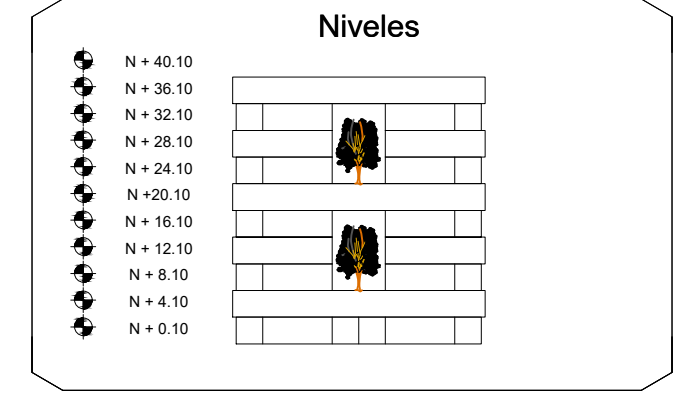 Niveles
N + 40.10
N + 36.10
N + 32.10
N + 28.10
N + 24.10
N +20.10
N + 16.10
N + 12.10
N + 8.10
N + 4.10
N + 0.10